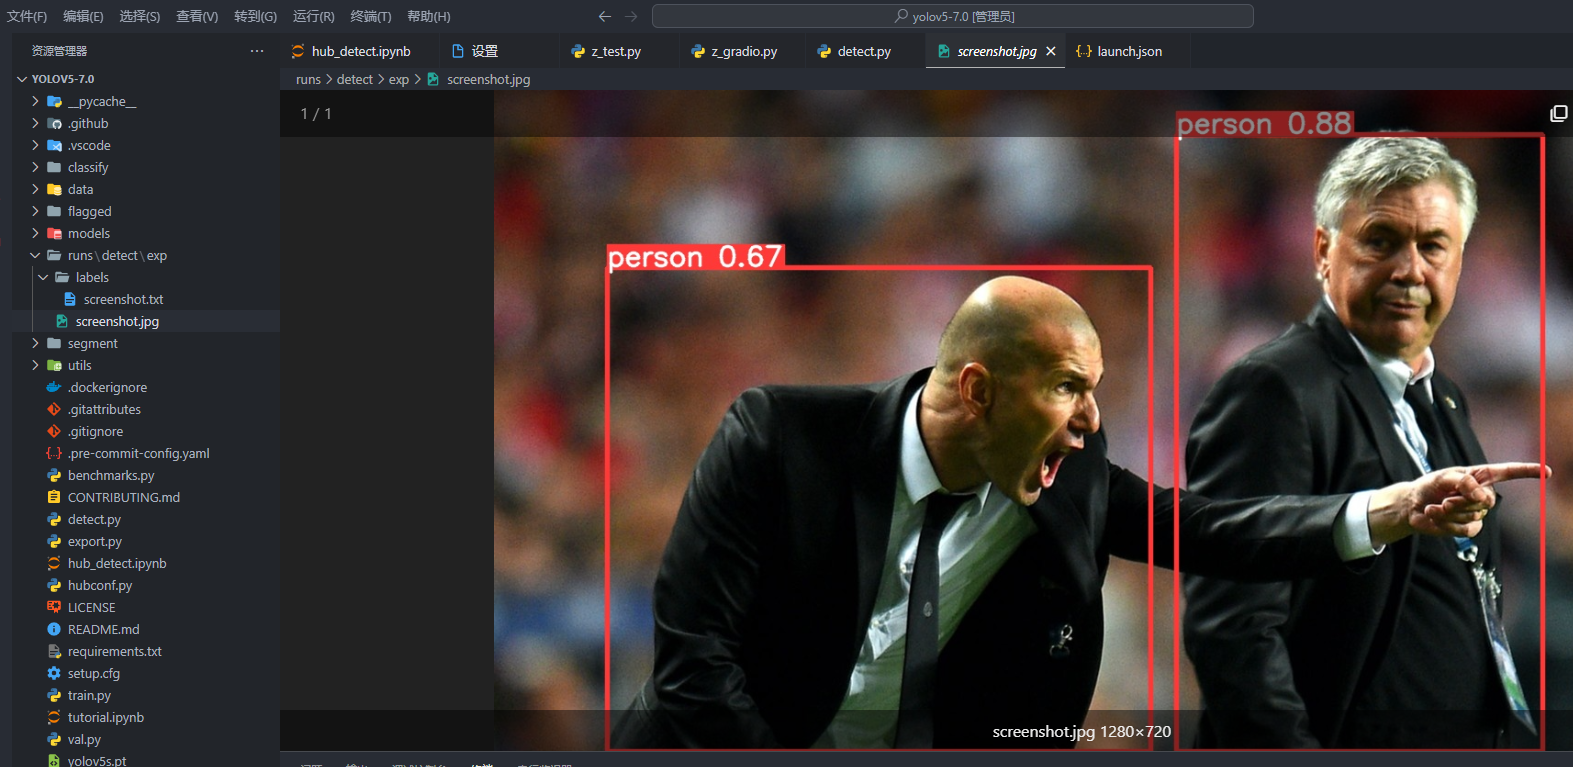 文件(F) 编辑(E) 选择(S) 查看(V) 转到(G) 运行(R) 终端(T) 帮助(H) yolov5-7.0 [管理员]
资源管理器 ···
hub_detect.ipynb 设置 z_test.py z_gradio.py detect.py screenshot.jpg launch.json
YOLOV5-7.0
runs > detect > exp > screenshot.jpg
__pycache__
.github
.vscode
classify
data
flagged
models
runs\detect\exp
labels
screenshot.txt
screenshot.jpg
segment
utils
.dockerignore
.gitattributes
.gitignore
.pre-commit-config.yaml
benchmarks.py
CONTRIBUTING.md
detect.py
export.py
hub_detect.ipynb
hubconf.py
LICENSE
README.md
requirements.txt
setup.cfg
train.py
tutorial.ipynb
val.py
yolov5s.pt
1 / 1
person 0.88
person 0.67
screenshot.jpg 1280×720